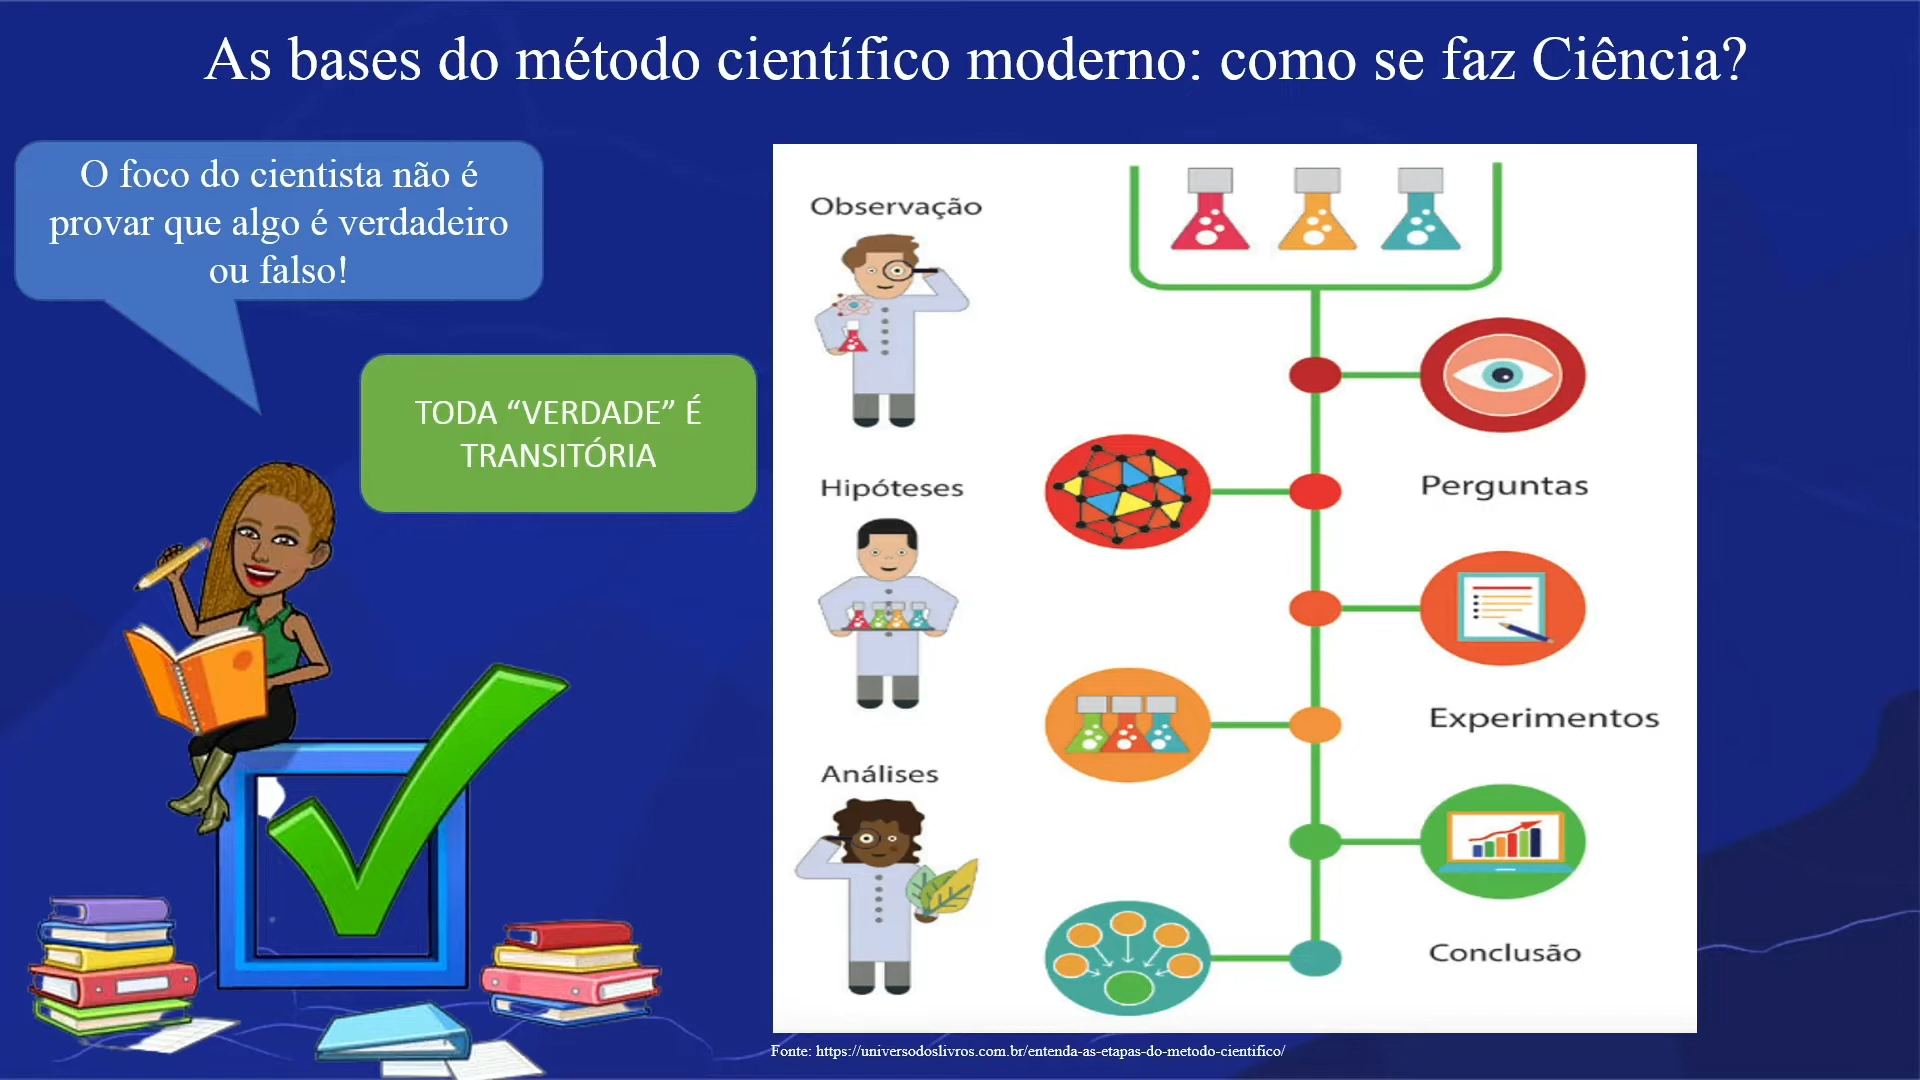 As bases do método científico moderno: como se faz Ciência?
O foco do cientista não é
provar que algo é verdadeiro
ou falso!
TODA “VERDADE” É
TRANSITÓRIA
Observação
Hipóteses
Perguntas
Experimentos
Análises
Conclusão
Fonte: https://universodoslivros.com.br/entenda-as-etapas-do-metodo-cientifico/